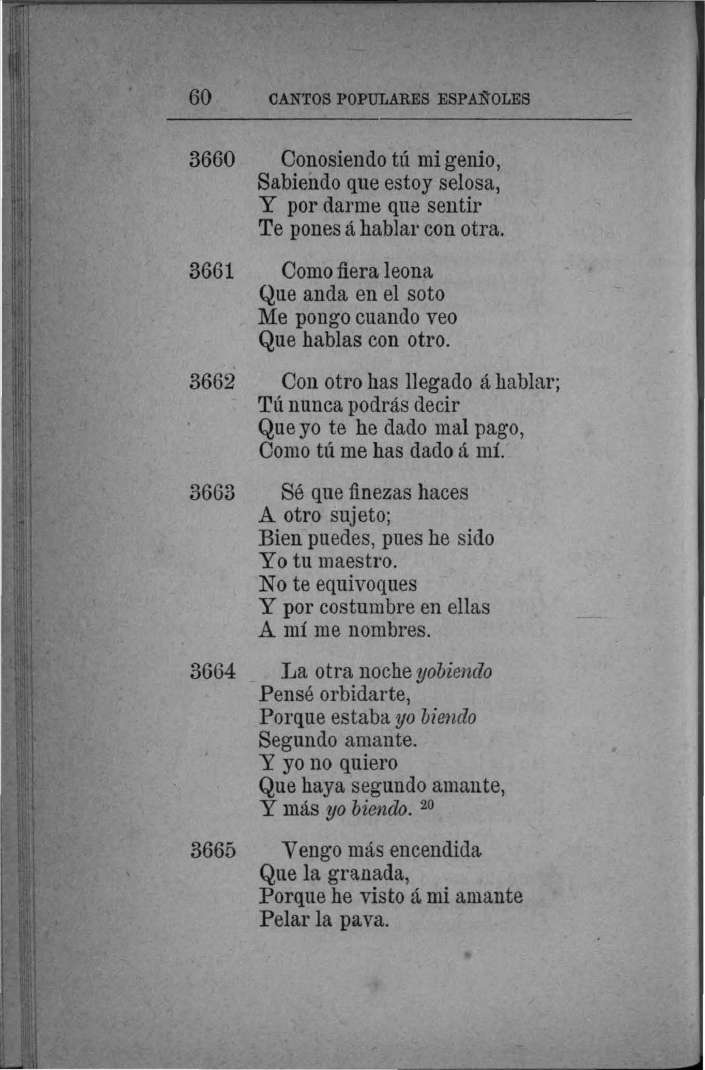 60 CANTOS POPULARES ESPAÑOLES
3660 Conosiendo tú mi genio,
Sabiendo que estoy selosa,
Y por darme que sentir
Te pones á hablar con otra.
3661 Como fiera leona
Que anda en el soto
Me pongo cuando veo
Que hablas con otro.
3662 Con otro has llegado á hablar;
Tú nunca podrás decir
Que yo te he dado mal pago,
Como tú me has dado á mí.
3663 Sé que finezas haces
A otro sujeto;
Bien puedes, pues he sido
Yo tu maestro.
No te equivoques
Y por costumbre en ellas
A mí me nombres.
3664 La otra noche yobiendo
Pensé orbidarte,
Porque estaba yo biendo
Segundo amante.
Y yo no quiero
Que haya segundo amante,
Y más yo biendo. 20
3665 Vengo más encendida
Que la granada,
Porque he visto á mi amante
Pelar la pava.